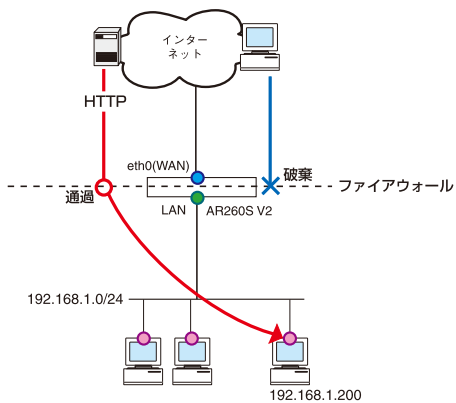 インター
ネット
HTTP
eth0(WAN)
破棄
通過
ファイアウォール
LAN
AR260S V2
192.168.1.0/24
192.168.1.200